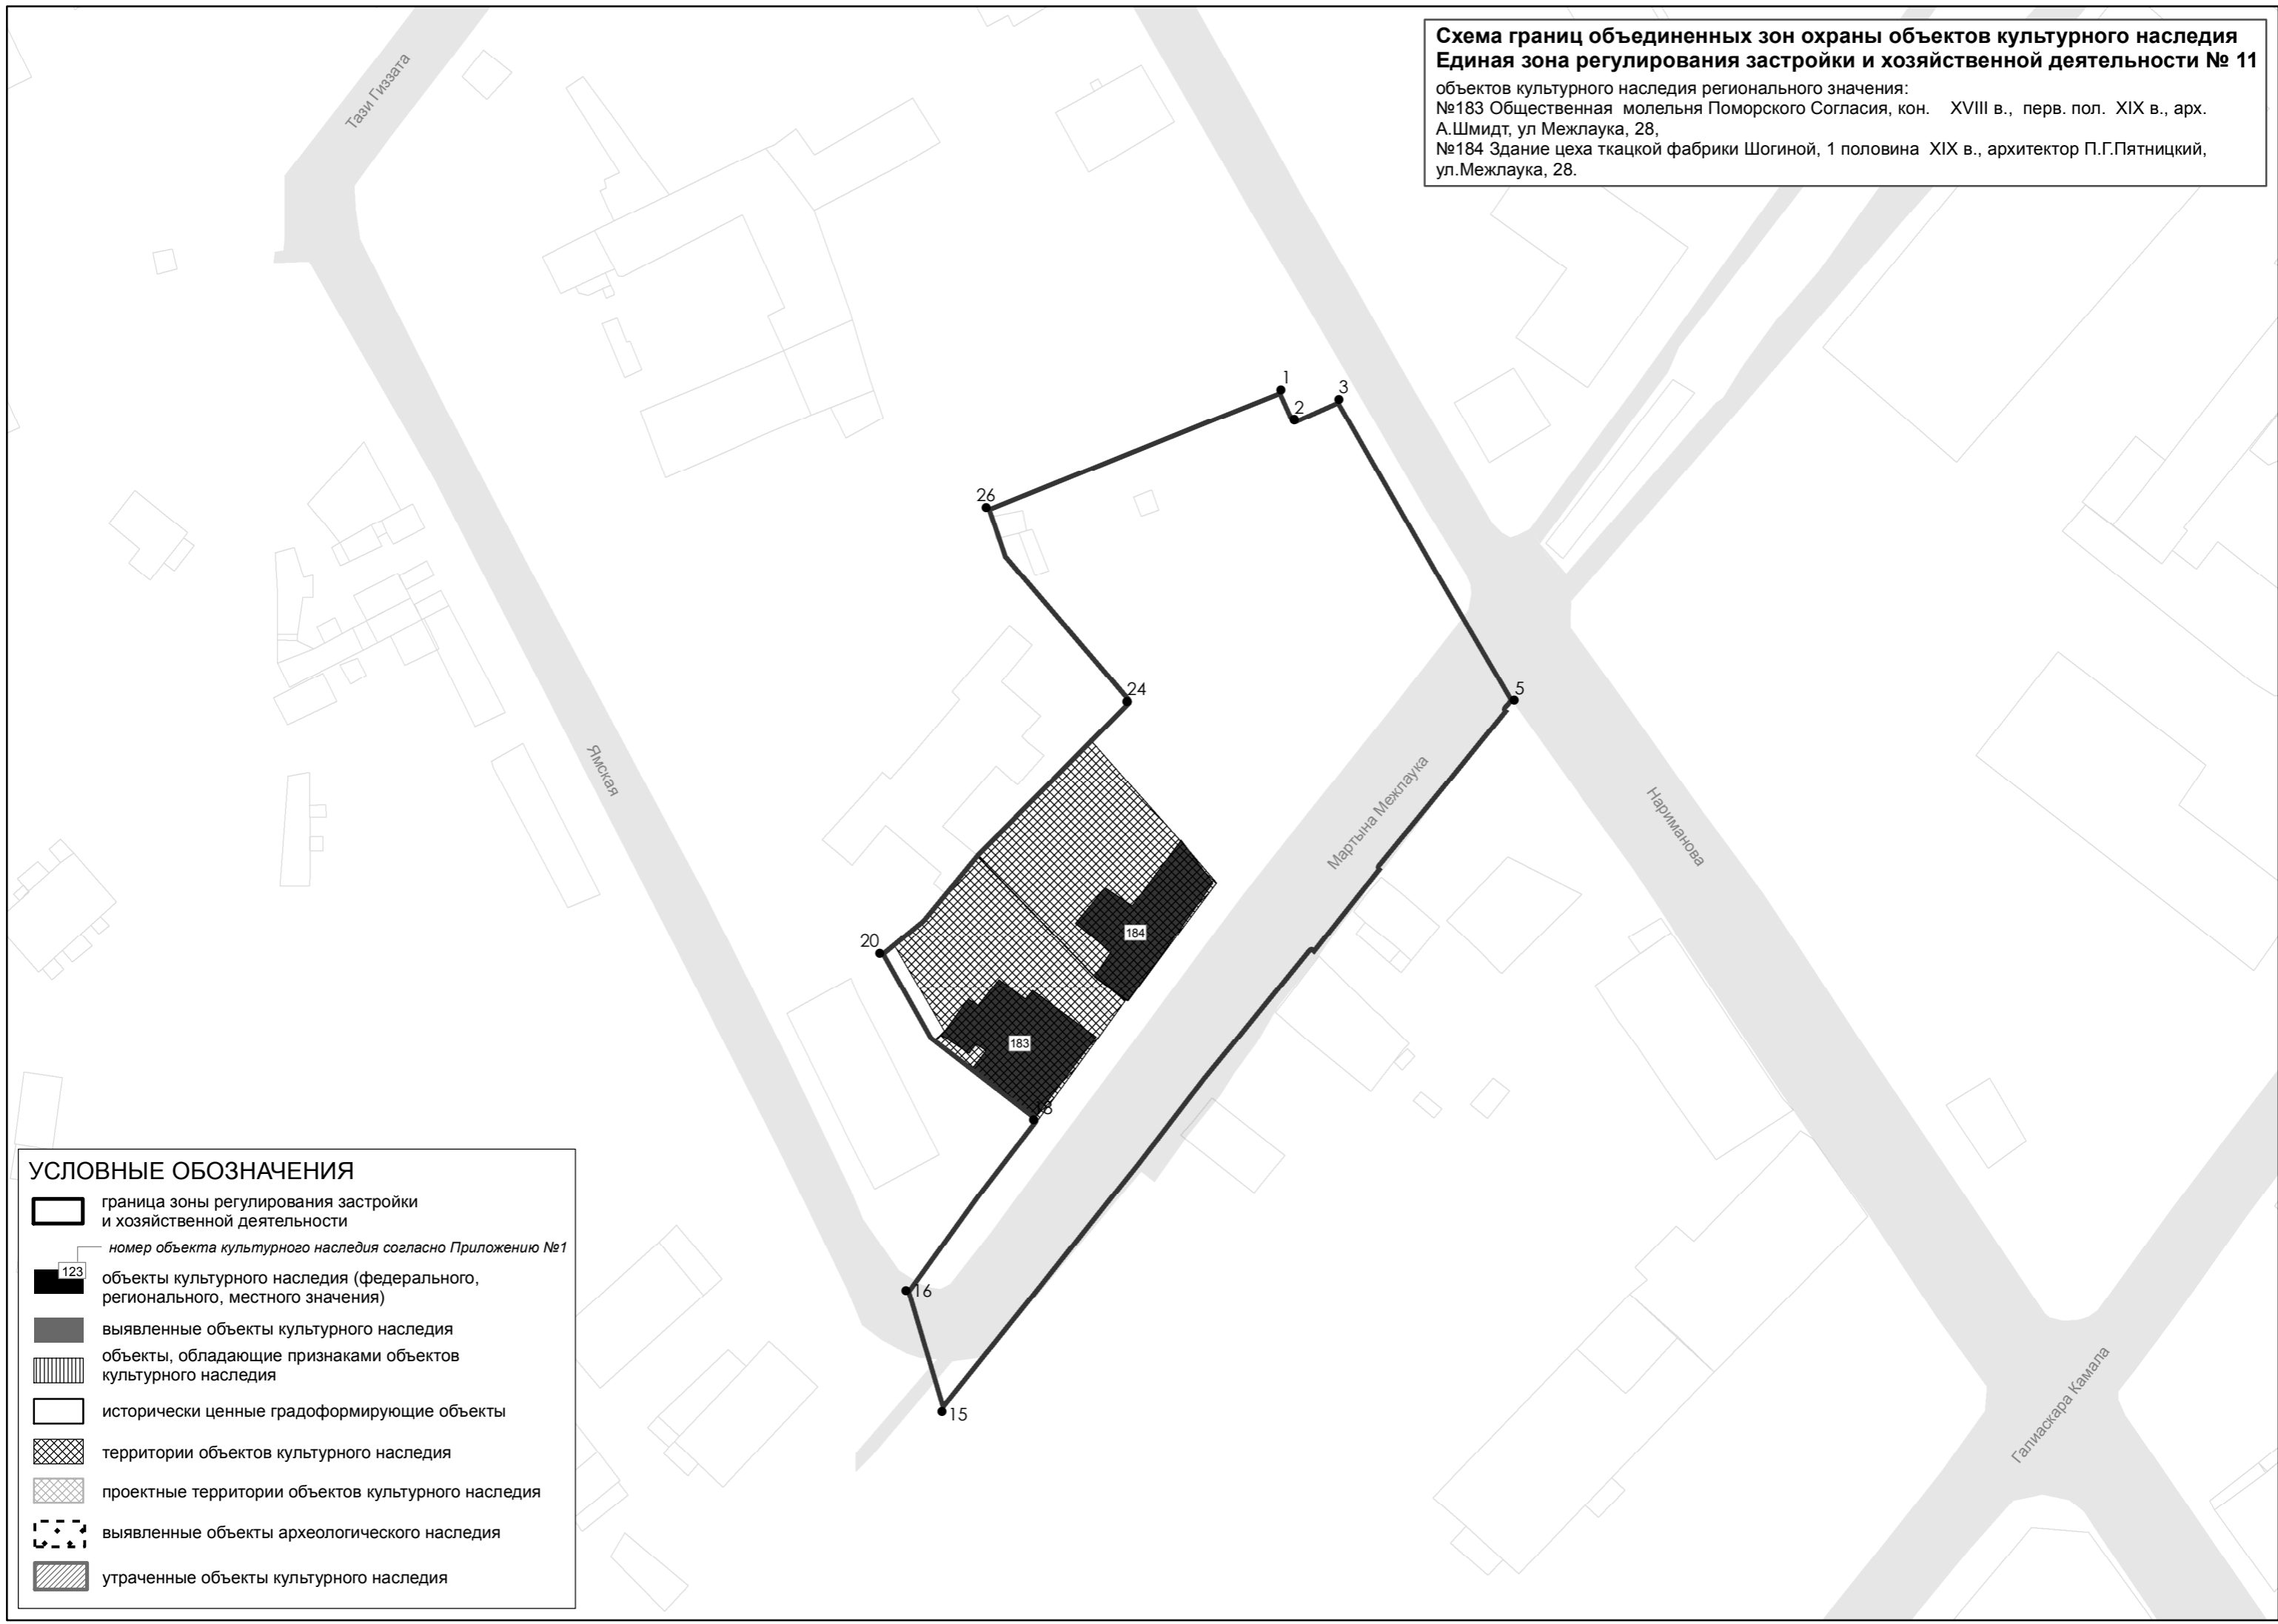 Схема границ объединенных зон охраны объектов культурного наследия
Единая зона регулирования застройки и хозяйственной деятельности № 11
объектов культурного наследия регионального значения:
№183 Общественная молельня Поморского Согласия, кон. XVIII в., перв. пол. XIX в., арх.
А.Шмидт, ул Межлаука, 28,
№184 Здание цеха ткацкой фабрики Шогиной, 1 половина XIX в., архитектор П.Г.Пятницкий,
ул.Межлаука, 28.
Тази Гиззата
1
3
2
26
24
5
Ямская
Мартына Межлаука
Нариманова
20
184
183
18
16
15
Галиаскара Камала
УСЛОВНЫЕ ОБОЗНАЧЕНИЯ
граница зоны регулирования застройки
и хозяйственной деятельности
номер объекта культурного наследия согласно Приложению №1
123
объекты культурного наследия (федерального,
регионального, местного значения)
выявленные объекты культурного наследия
объекты, обладающие признаками объектов
культурного наследия
исторически ценные градоформирующие объекты
территории объектов культурного наследия
проектные территории объектов культурного наследия
выявленные объекты археологического наследия
утраченные объекты культурного наследия